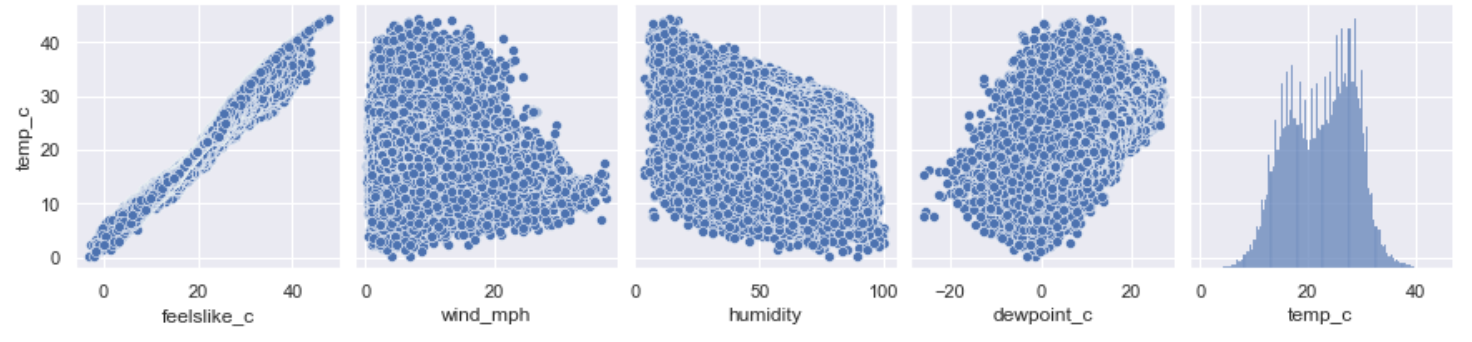 temp_c
40
30
20
10
0
0 20 40
0 20
0 50 100
−20 0 20
0 20 40
feelslike_c
wind_mph
humidity
dewpoint_c
temp_c